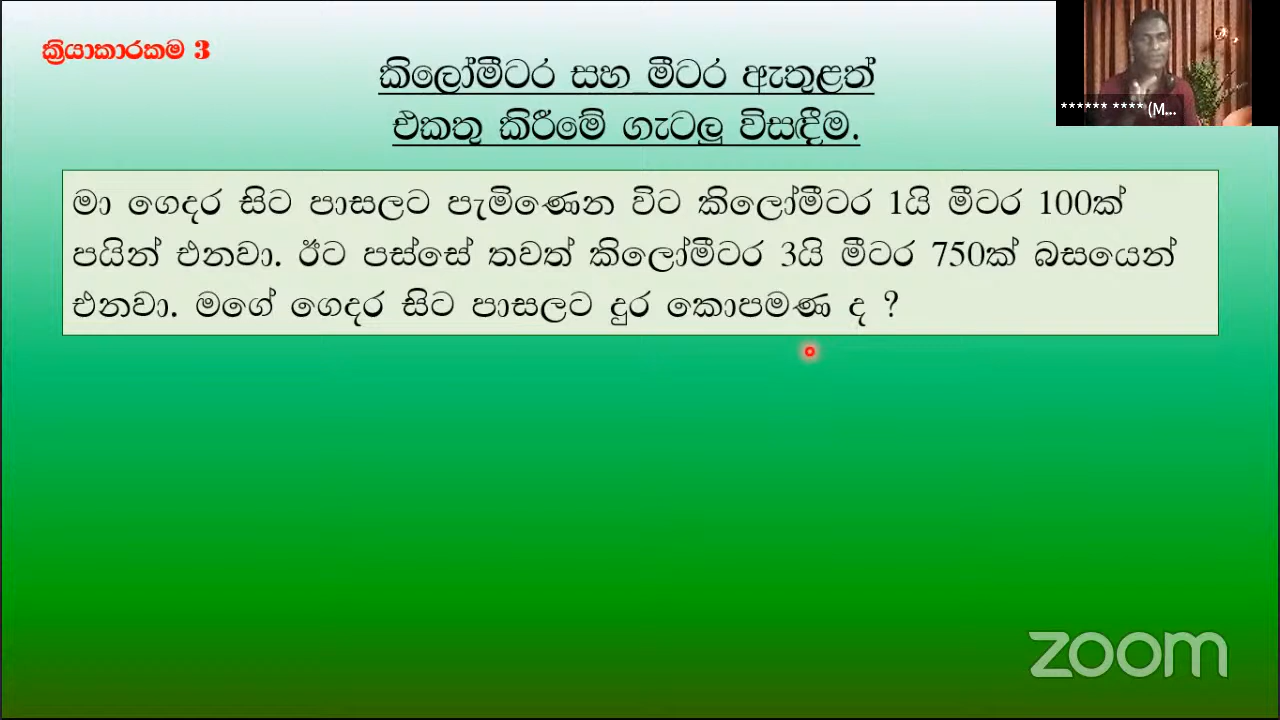 ක්‍රියාකාරකම 3
කිලෝමීටර සහ මීටර ඇතුළත්
එකතු කිරීමේ ගැටලු විසඳීම.
****** **** (M...
මා ගෙදර සිට පාසලට පැමිණෙන විට කිලෝමීටර 1යි මීටර 100ක්
පයින් එනවා. ඊට පස්සේ තවත් කිලෝමීටර 3යි මීටර 750ක් බසයෙන්
එනවා. මගේ ගෙදර සිට පාසලට දුර කොපමණ ද ?
zoom